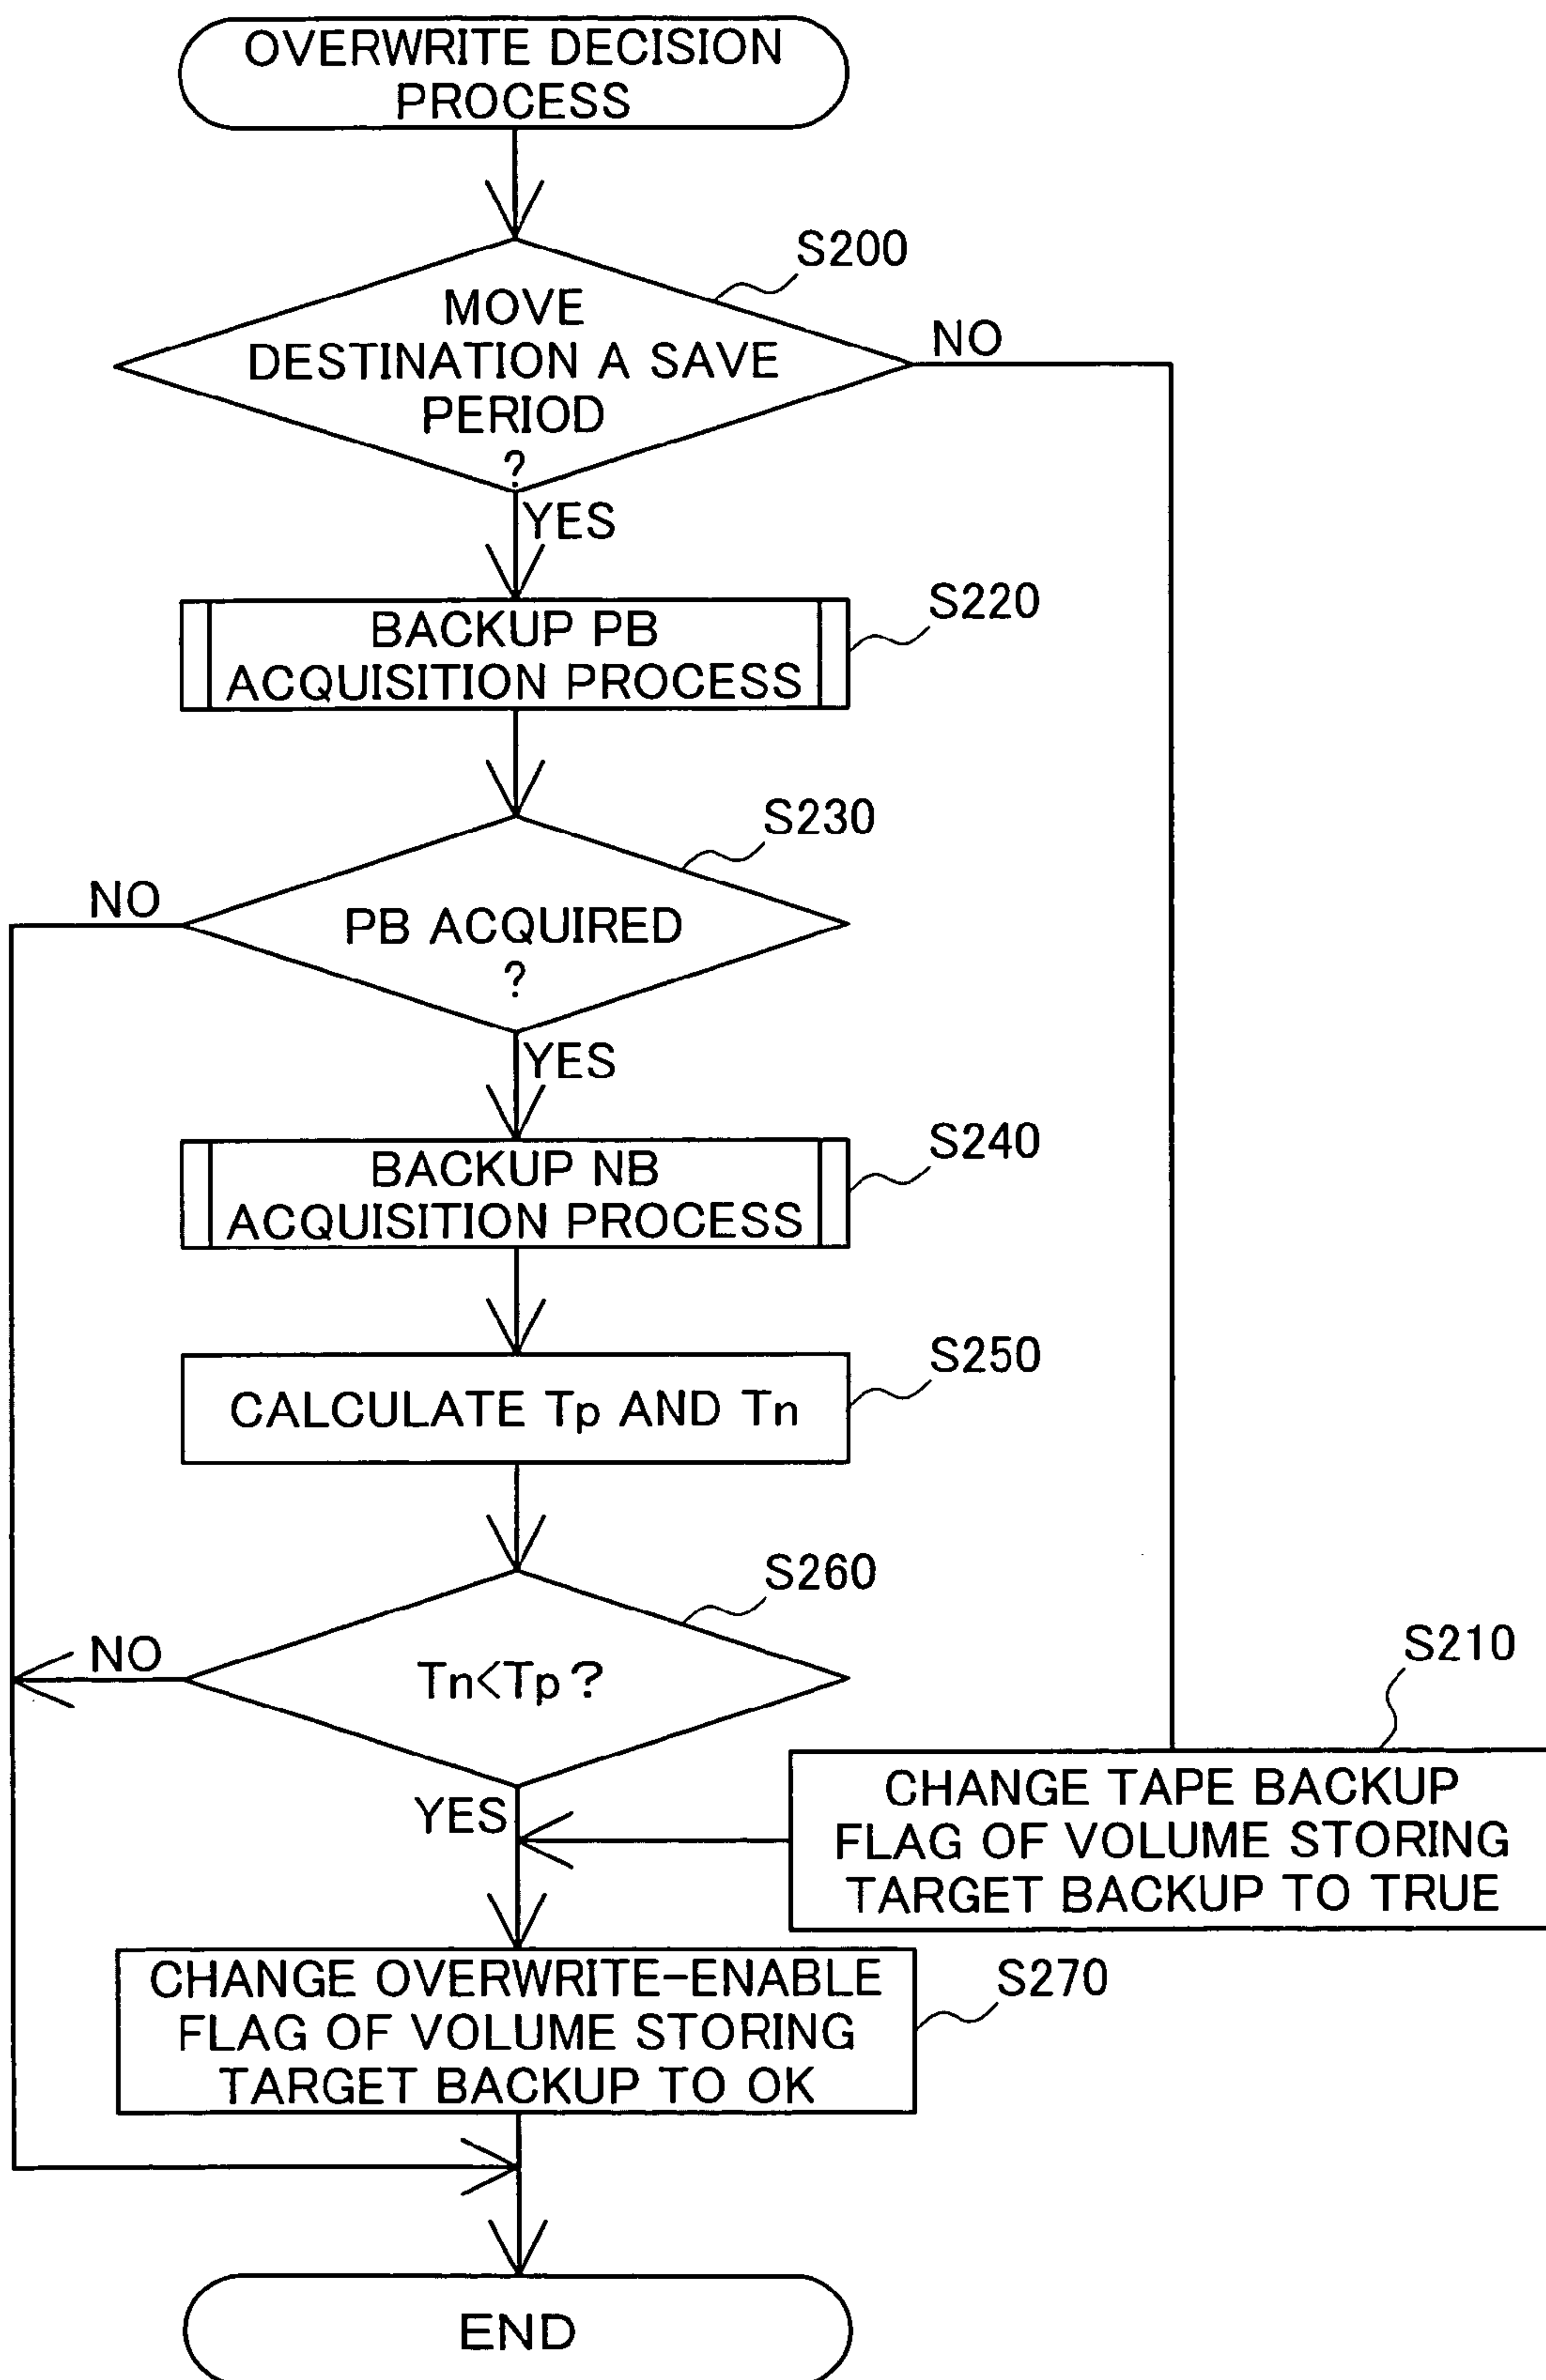 OVERWRITE DECISION
PROCESS
S200
MOVE
DESTINATION A SAVE
PERIOD
?
NO
YES
S220
BACKUP PB
ACQUISITION PROCESS
S230
NO
PB ACQUIRED
?
YES
S240
BACKUP NB
ACQUISITION PROCESS
S250
CALCULATE Tp AND Tn
S260
NO
Tn<Tp?
S210
YES
CHANGE TAPE BACKUP
FLAG OF VOLUME STORING
TARGET BACKUP TO TRUE
CHANGE OVERWRITE-ENABLE
FLAG OF VOLUME STORING
TARGET BACKUP TO OK
S270
END